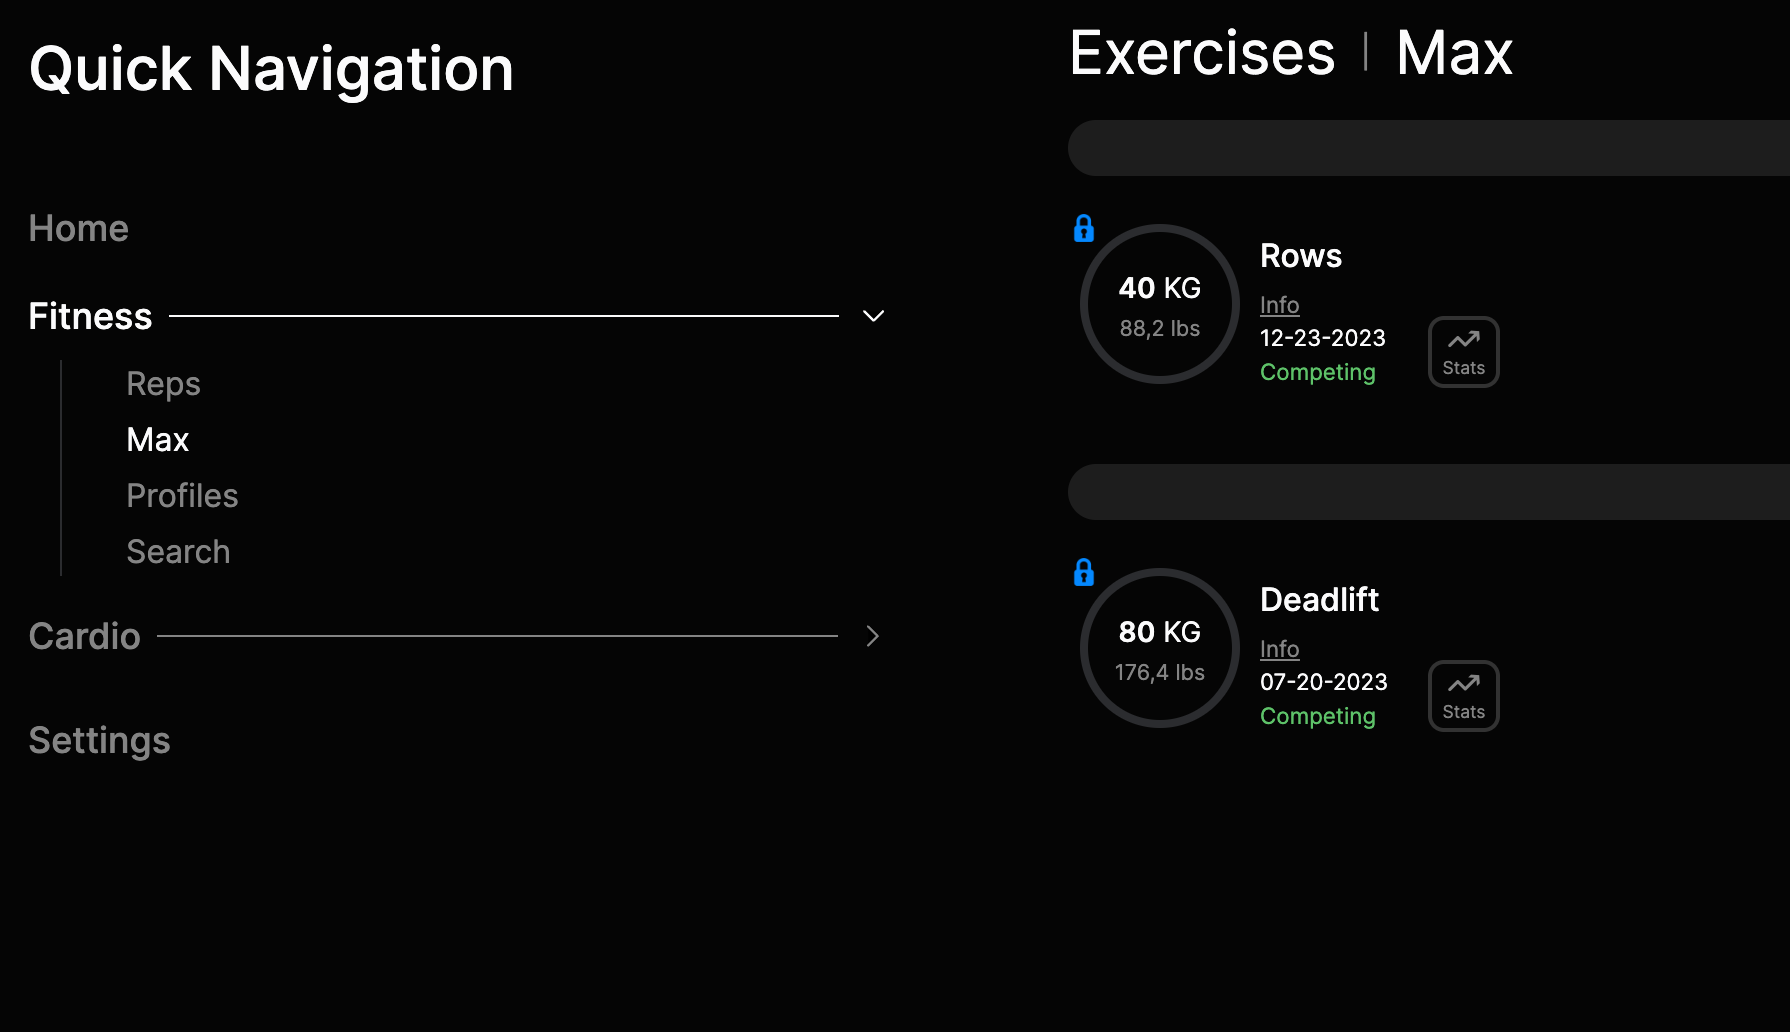 Quick Navigation
Home
Fitness
Reps
Max
Profiles
Search
Cardio
Settings
Exercises | Max
40 KG
88,2 lbs
Rows
Info
12-23-2023
Competing
Stats
80 KG
176,4 lbs
Deadlift
Info
07-20-2023
Competing
Stats